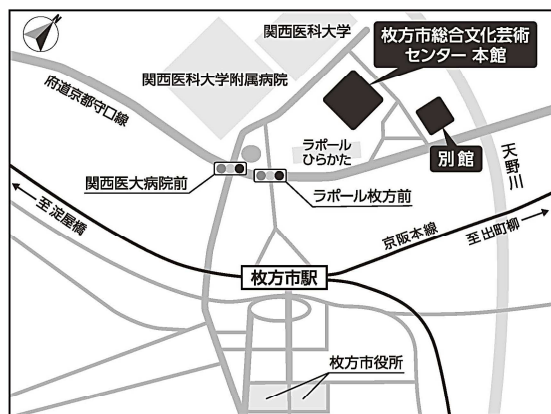 関西医科大学
枚方市総合文化芸術
センター 本館
関西医科大学附属病院
府道京都守口線
ラポール
ひらかた
別館
天野川
関西医大病院前
ラポール枚方前
至淀屋橋
京阪本線
至出町柳
枚方市駅
枚方市役所